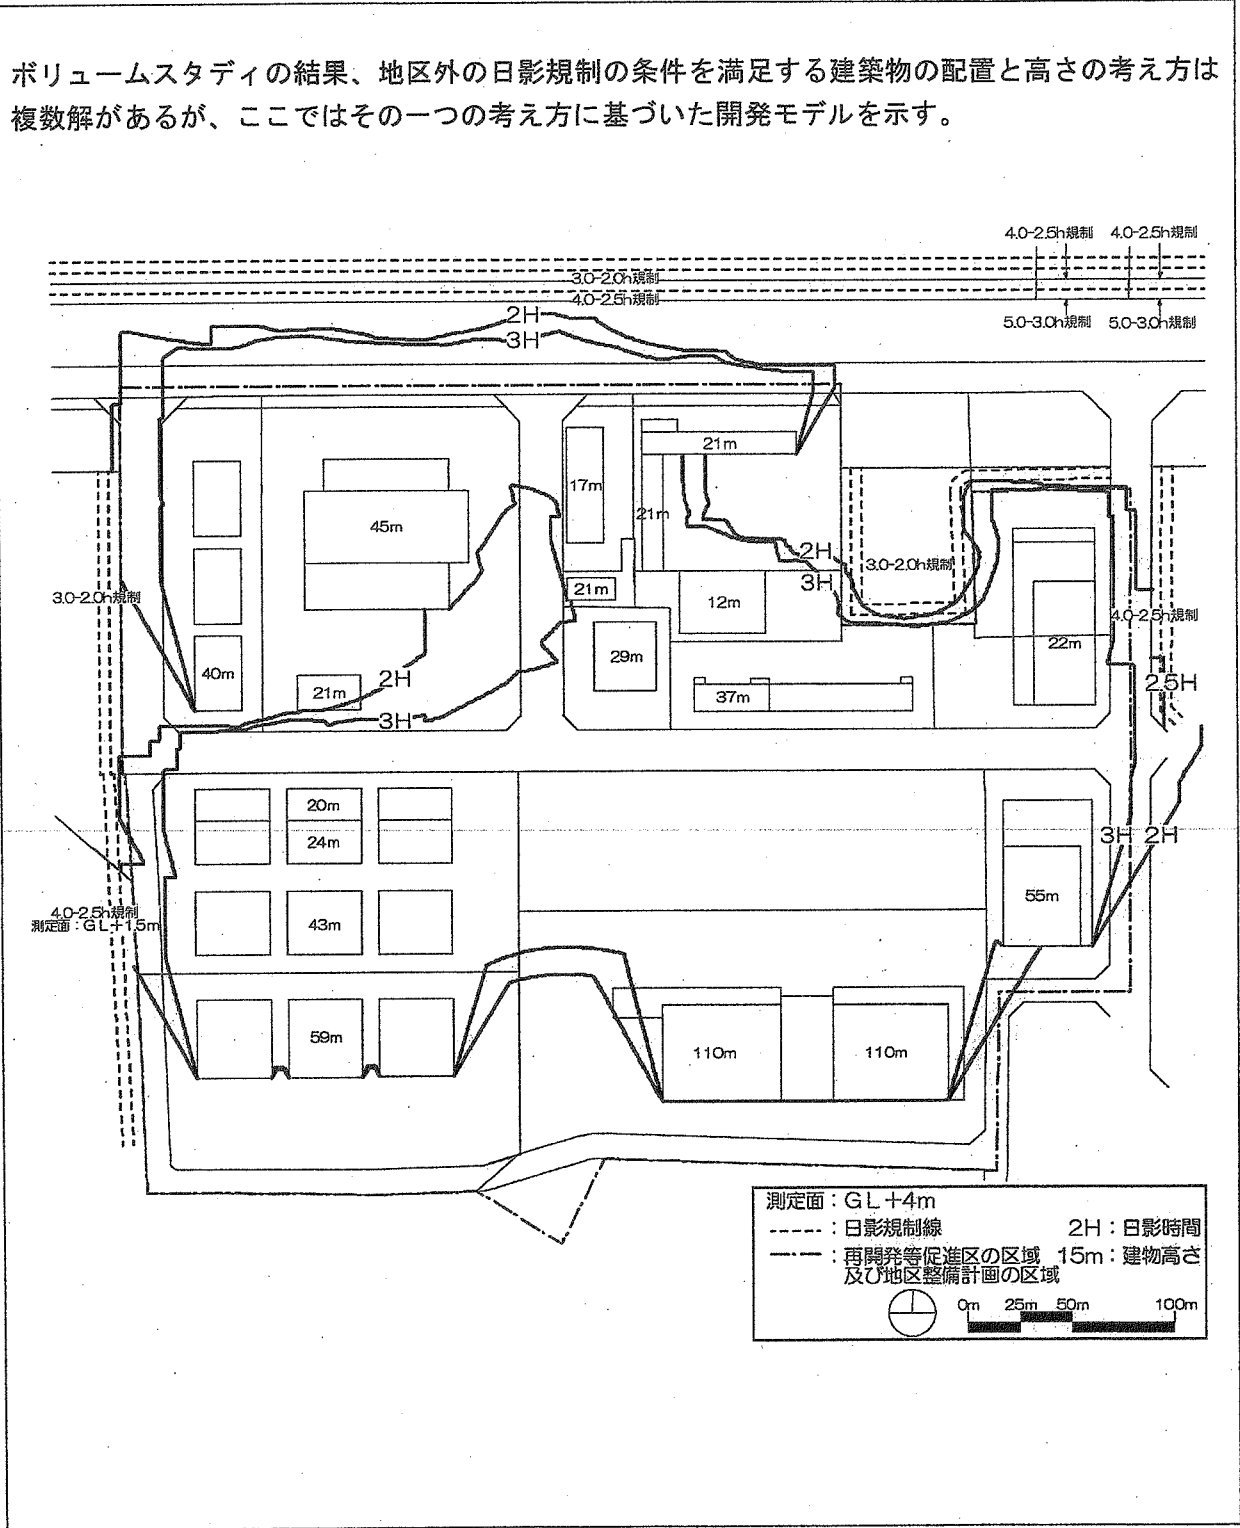 ボリュームスタディの結果、地区外の日影規制の条件を満足する建築物の配置と高さの考え方は
複数解があるが、ここではその一つの考え方に基づいた開発モデルを示す。
4.0-2.5h規制 4.0-2.5h規制
3.0-2.0h規制
4.0-2.5h規制
5.0-3.0h規制 5.0-3.0h規制
2H
3H
21m
17m
45m
21m
2H
3H
3.0-2.0h規制
21m
3.0-2.0h規制
12m
4.0-2.5h規制
22m
29m
40m
2H
21m
37m
2.5H
3H
20m
24m
3H 2H
55m
4.0-2.5h規制
測定面:GL+1.5m
43m
59m
110m
110m
測定面:GL+4m
:日影規制線
2H:日影時間
:再開発等促進区の区域
及び地区整備計画の区域
15m:建物高さ
0m 25m 50m 100m